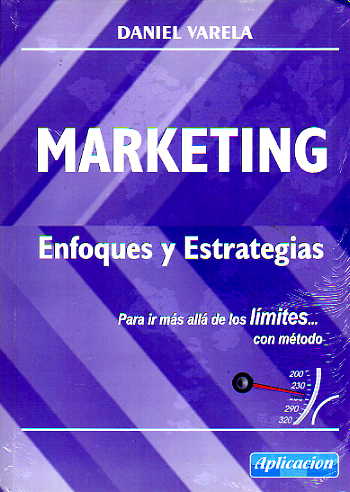 DANIEL VARELA
MARKETING
Enfoques y Estrategias
Para ir más allá de los límites...
con método
200
230
290
320
Aplicacion